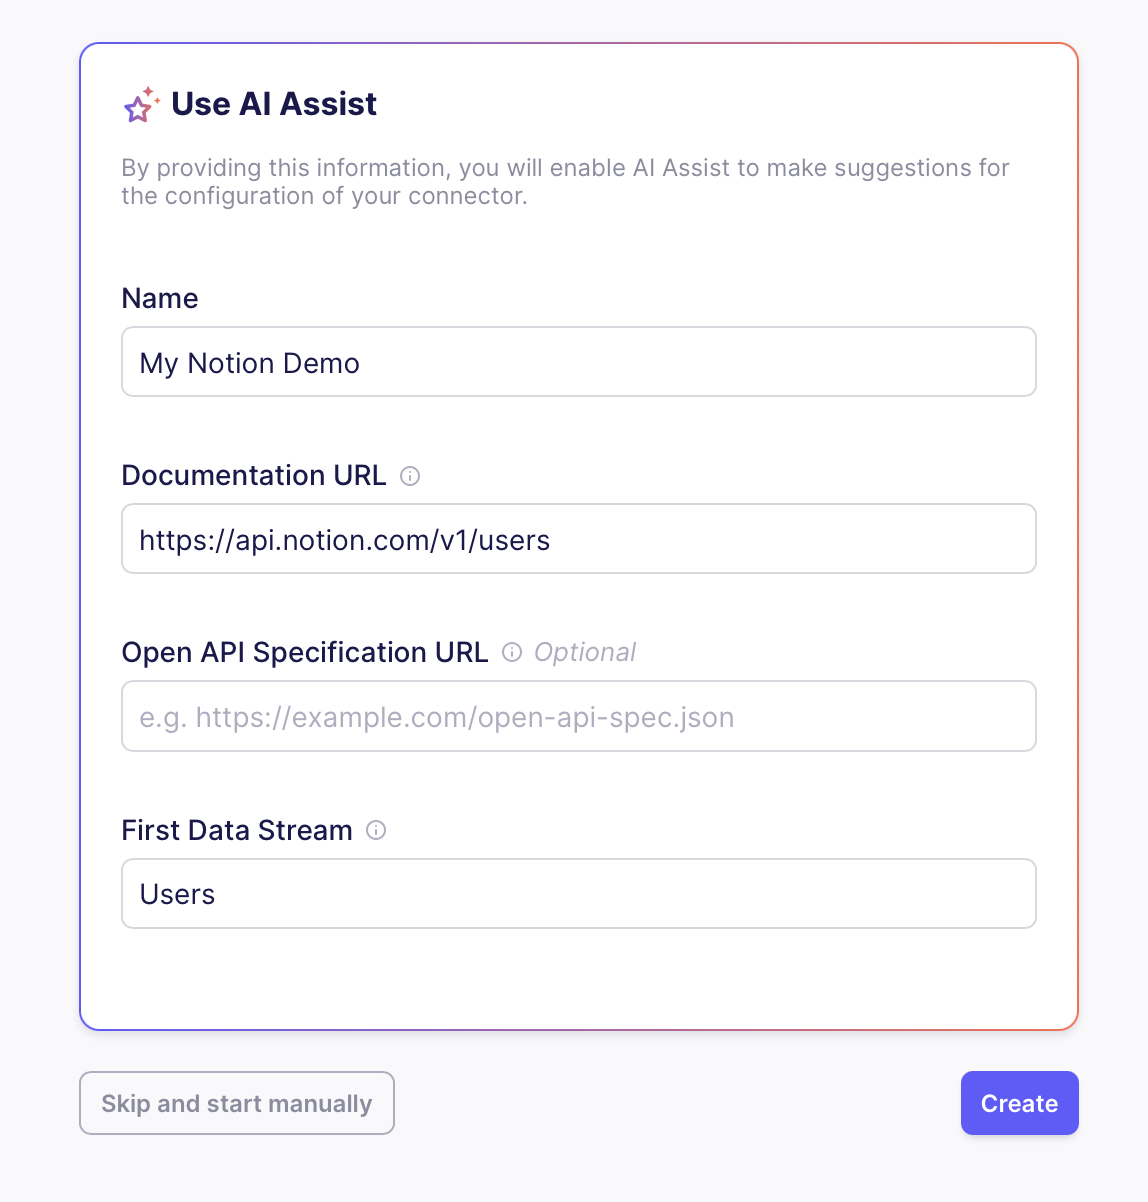 Use AI Assist
By providing this information, you will enable AI Assist to make suggestions for
the configuration of your connector.
Name
My Notion Demo
Documentation URL
https://api.notion.com/v1/users
Open API Specification URL Optional
e.g. https://example.com/open-api-spec.json
First Data Stream
Users
Skip and start manually
Create